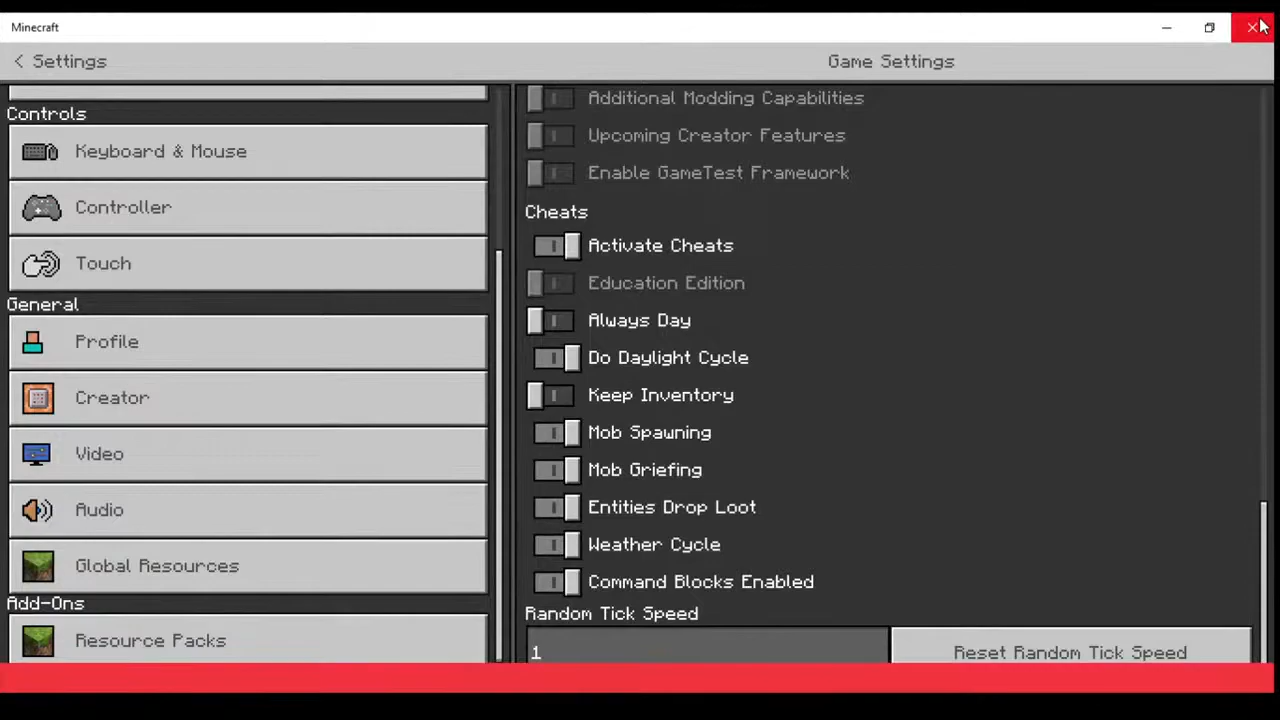 Minecraft
Settings
Game Settings
Controls
Keyboard & Mouse
Controller
Touch
General
Profile
Creator
Video
Audio
Global Resources
Add-Ons
Resource Packs
Additional Modding Capabilities
Upcoming Creator Features
Enable GameTest Framework
Cheats
Activate Cheats
Education Edition
Always Day
Do Daylight Cycle
Keep Inventory
Mob Spawning
Mob Griefing
Entities Drop Loot
Weather Cycle
Command Blocks Enabled
Random Tick Speed
1
Reset Random Tick Speed